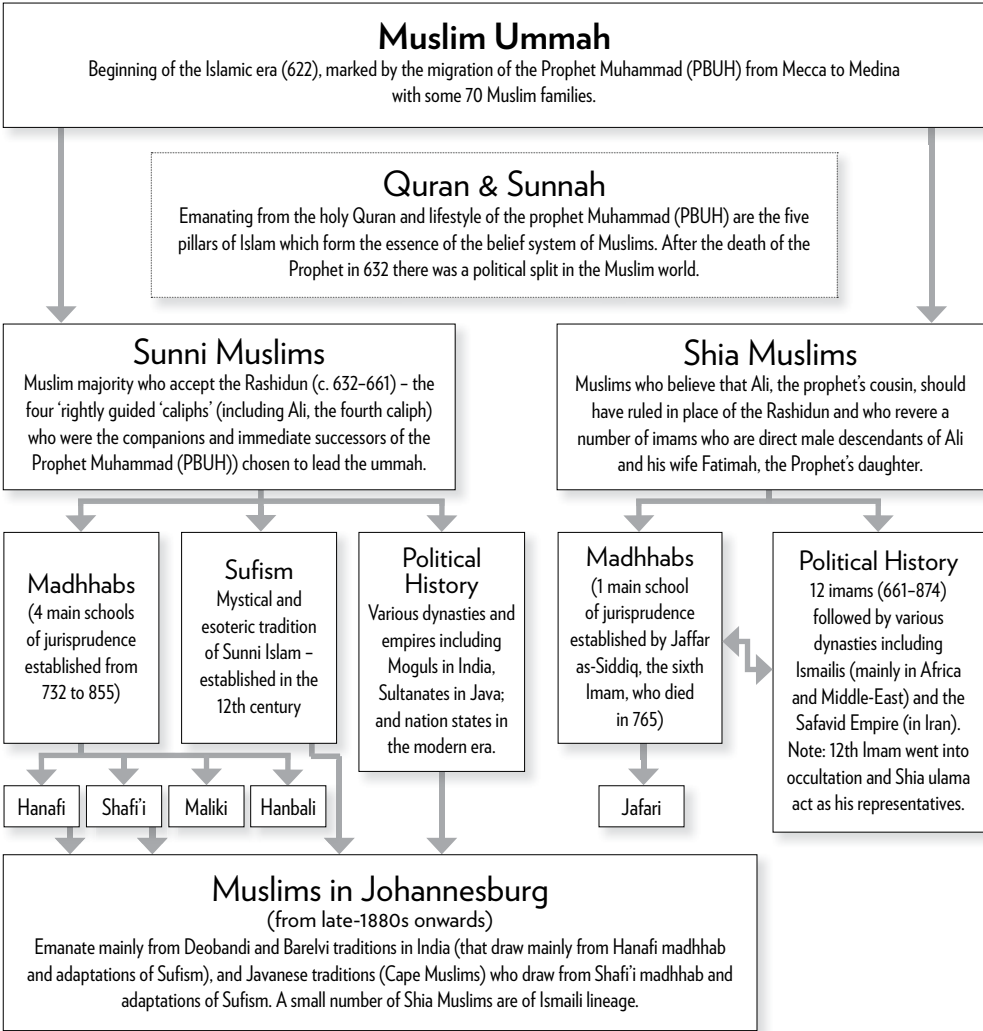 Muslim Ummah
Beginning of the Islamic era (622), marked by the migration of the Prophet Muhammad (PBUH) from Mecca to Medina
with some 70 Muslim families.
Quran & Sunnah
Emanating from the holy Quran and lifestyle of the prophet Muhammad (PBUH) are the five
pillars of Islam which form the essence of the belief system of Muslims. After the death of the
Prophet in 632 there was a political split in the Muslim world.
Sunni Muslims
Muslim majority who accept the Rashidun (c. 632–661) – the
four ‘rightly guided ‘caliphs’ (including Ali, the fourth caliph)
who were the companions and immediate successors of the
Prophet Muhammad (PBUH)) chosen to lead the ummah.
Shia Muslims
Muslims who believe that Ali, the prophet’s cousin, should
have ruled in place of the Rashidun and who revere a
number of imams who are direct male descendants of Ali
and his wife Fatimah, the Prophet’s daughter.
Madhhabs
(4 main schools
of jurisprudence
established from
732 to 855)
Sufism
Mystical and
esoteric tradition
of Sunni Islam –
established in the
12th century
Political
History
Various dynasties and
empires including
Moguls in India,
Sultanates in Java;
and nation states in
the modern era.
Madhhabs
(1 main school
of jurisprudence
established by Jaffar
as-Siddiq, the sixth
Imam, who died
in 765)
Political History
12 imams (661–874)
followed by various
dynasties including
Ismailis (mainly in Africa
and Middle-East) and the
Safavid Empire (in Iran).
Note: 12th Imam went into
occultation and Shia ulama
act as his representatives.
Hanafi
Shafi’i
Maliki
Hanbali
Jafari
Muslims in Johannesburg
(from late-1880s onwards)
Emanate mainly from Deobandi and Barelvi traditions in India (that draw mainly from Hanafi madhhab
and adaptations of Sufism), and Javanese traditions (Cape Muslims) who draw from Shafi’i madhhab and
adaptations of Sufism. A small number of Shia Muslims are of Ismaili lineage.